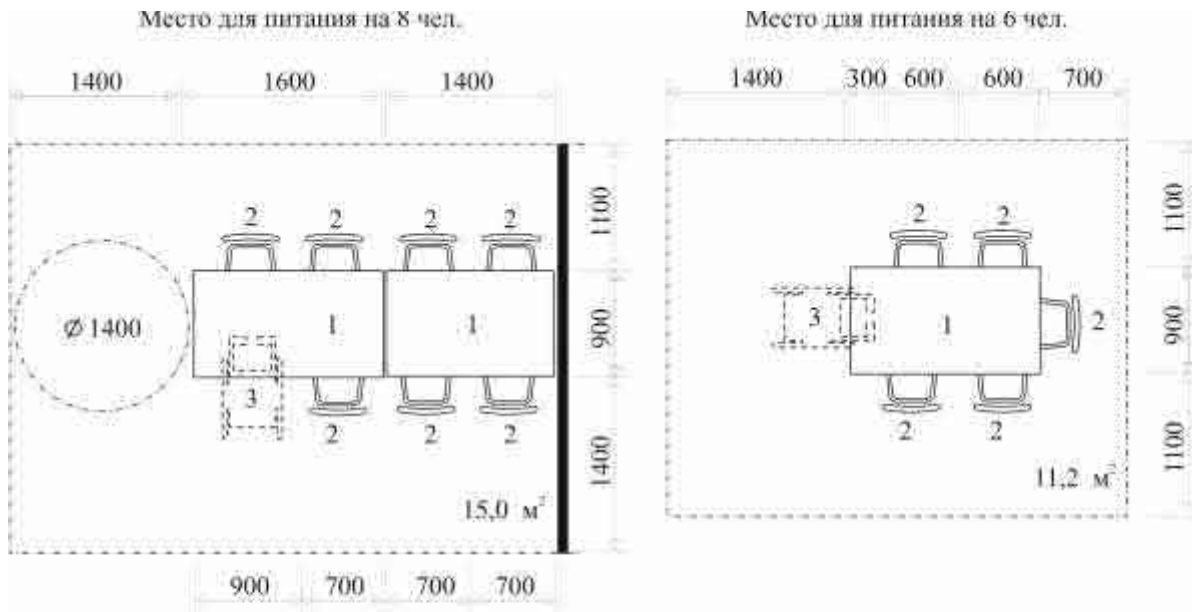 Место для питания на 8 чел.
1400 1600 1400
1100
2 2 2 2
Ø 1400
1 1
900
3
2 2 2
1400
15,0 м²
900 700 700 700
Место для питания на 6 чел.
1400 300 600 600 700
1100
2 2
3 1 2
900
2 2
1100
11,2 м²